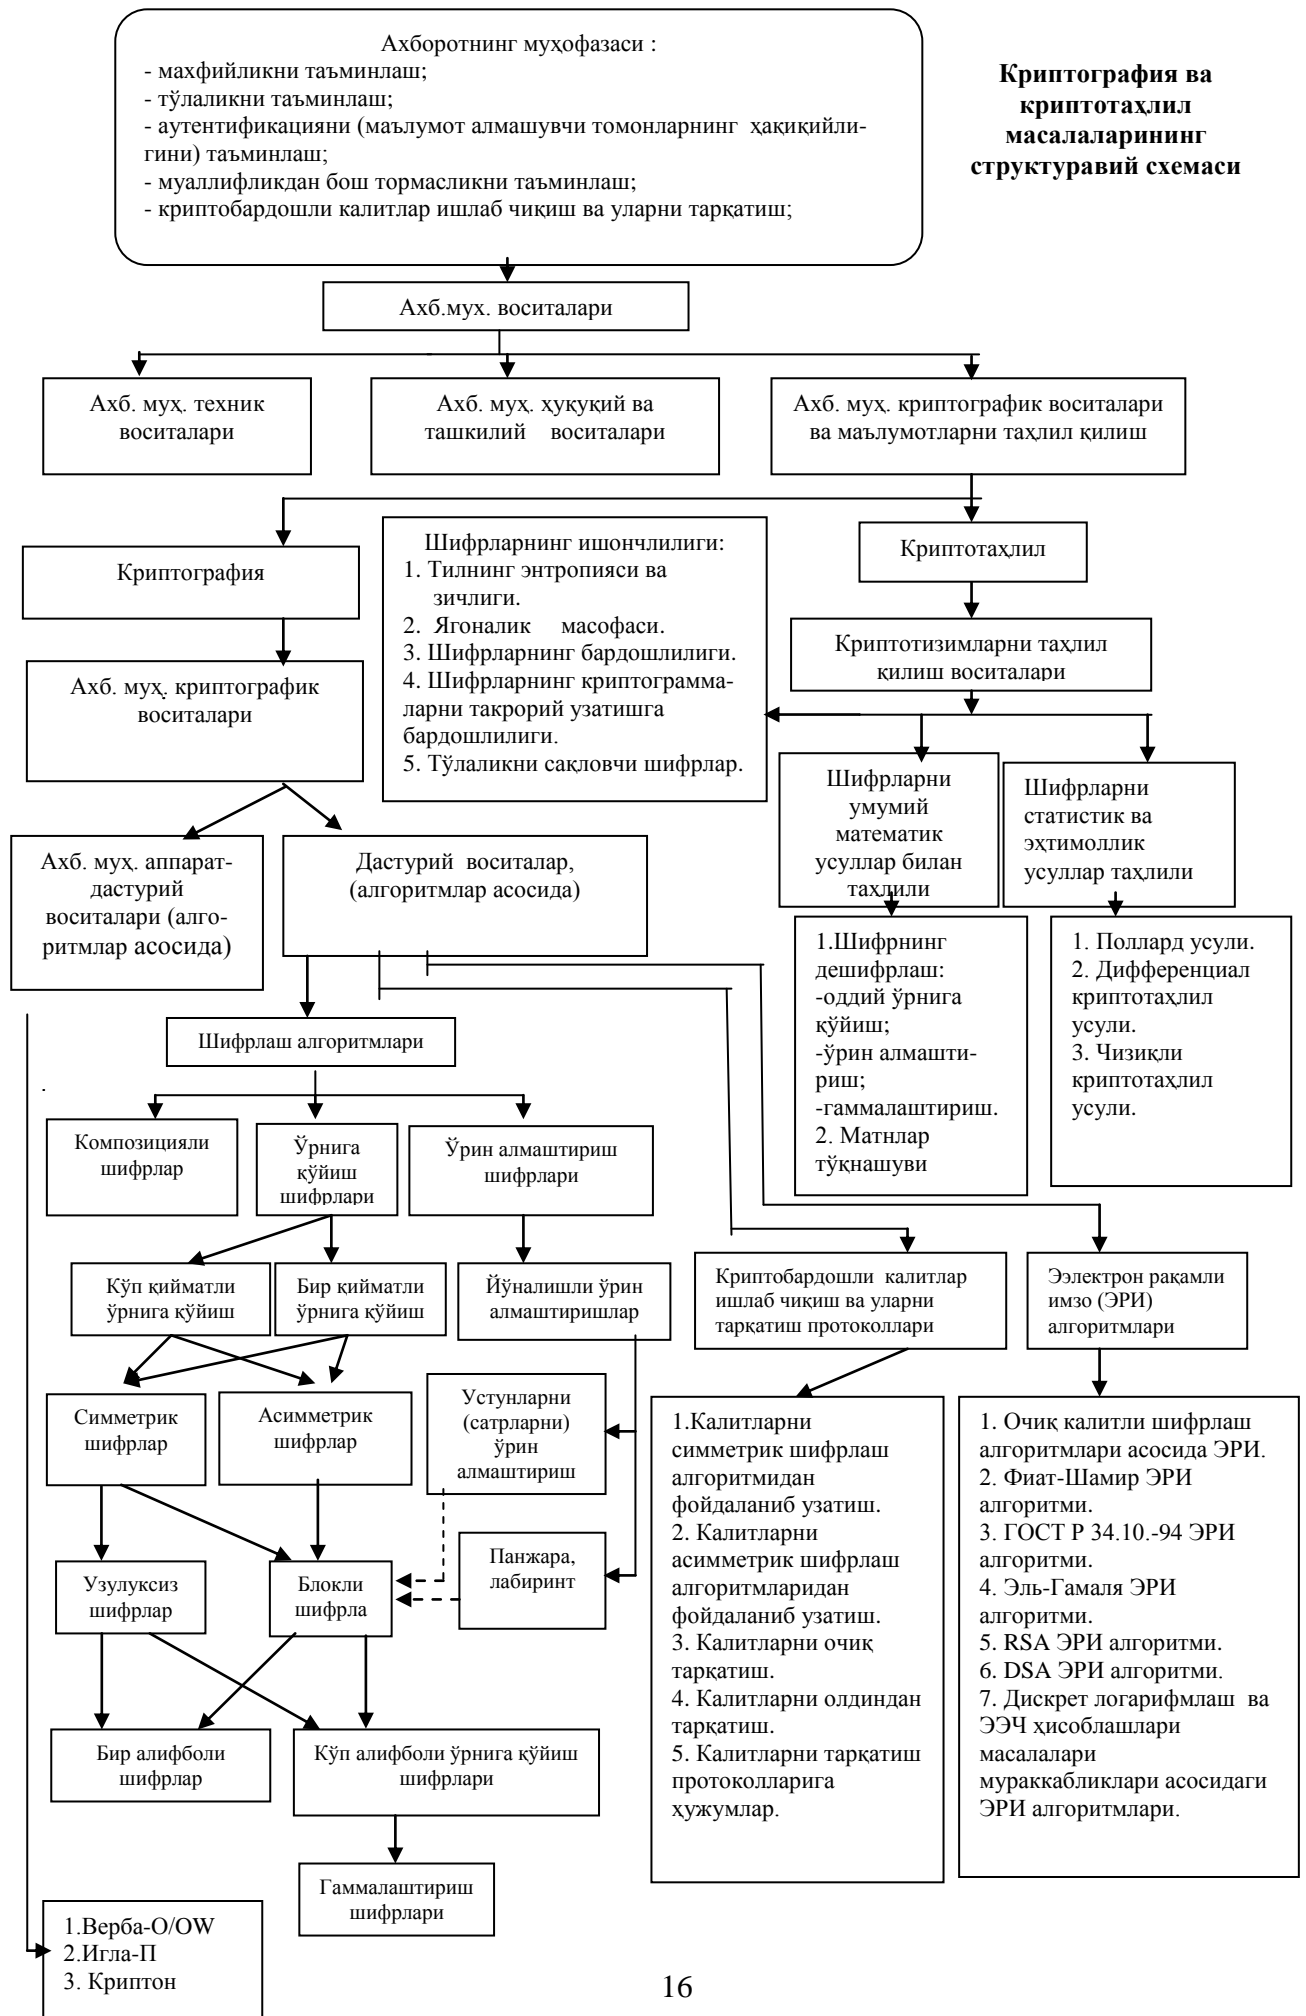 Ахборотнинг муҳофазаси :
- махфийликни таъминлаш;
- тўлаликни таъминлаш;
- аутентификацияни (маълумот алмашувчи томонларнинг ҳақиқийли-
гини) таъминлаш;
- муаллифликдан бош тормасликни таъминлаш;
- криптобардошли калитлар ишлаб чиқиш ва уларни тарқатиш;
Криптография ва
криптотаҳлил
масалаларининг
структуравий схемаси
Ахб.мух. воситалари
Ахб. муҳ. техник
воситалари
Ахб. муҳ. ҳуқуқий ва
ташкилий воситалари
Ахб. муҳ. криптографик воситалари
ва маълумотларни таҳлил қилиш
Криптография
Шифрларнинг ишончлилиги:
1. Тилнинг энтропияси ва
зичлиги.
2. Ягоналик масофаси.
3. Шифрларнинг бардошлилиги.
4. Шифрларнинг криптограмма-
ларни такрорий узатишга
бардошлилиги.
5. Тўлаликни сақловчи шифрлар.
Криптотаҳлил
Криптотизимларни таҳлил
қилиш воситалари
Ахб. муҳ. криптографик
воситалари
Шифрларни
умумий
математик
усуллар билан
таҳлили
Шифрларни
статистик ва
эҳтимоллик
усуллар таҳлили
Ахб. муҳ. аппарат-
дастурий
воситалари (алго-
ритмлар асосида)
Дастурий воситалар,
(алгоритмлар асосида)
1.Шифрнинг
дешифрлаш:
-оддий ўрнига
қўйиш;
-ўрин алмашти-
риш;
-гаммалаштириш.
2. Матнлар
тўқнашуви
1. Поллард усули.
2. Дифференциал
криптотаҳлил
усули.
3. Чизиқли
криптотаҳлил
усули.
Шифрлаш алгоритмлари
Композицияли
шифрлар
Ўрнига
қўйиш
шифрлари
Ўрин алмаштириш
шифрлари
Кўп қийматли
ўрнига қўйиш
Бир қийматли
ўрнига қўйиш
Йўналишли ўрин
алмаштиришлар
Криптобардошли калитлар
ишлаб чиқиш ва уларни
тарқатиш протоколлари
Ээлектрон рақамли
имзо (ЭРИ)
алгоритмлари
Симметрик
шифрлар
Асимметрик
шифрлар
Устунларни
(сатрларни)
ўрин
алмаштириш
1.Калитларни
симметрик шифрлаш
алгоритмидан
фойдаланиб узатиш.
2. Калитларни
асимметрик шифрлаш
алгоритмларидан
фойдаланиб узатиш.
3. Калитларни очиқ
тарқатиш.
4. Калитларни олдиндан
тарқатиш.
5. Калитларни тарқатиш
протоколларига
ҳужумлар.
1. Очиқ калитли шифрлаш
алгоритмлари асосида ЭРИ.
2. Фиат-Шамир ЭРИ
алгоритми.
3. ГОСТ Р 34.10.-94 ЭРИ
алгоритми.
4. Эль-Гамаля ЭРИ
алгоритми.
5. RSA ЭРИ алгоритми.
6. DSA ЭРИ алгоритми.
7. Дискрет логарифмлаш ва
ЭЭЧ ҳисоблашлари
масалалари
мураккабликлари асосидаги
ЭРИ алгоритмлари.
Узулуксиз
шифрлар
Блокли
шифрла
Панжара,
лабиринт
Бир алифболи
шифрлар
Кўп алифболи ўрнига қўйиш
шифрлари
Гаммалаштириш
шифрлари
1.Верба-О/OW
2.Игла-П
3. Криптон
16